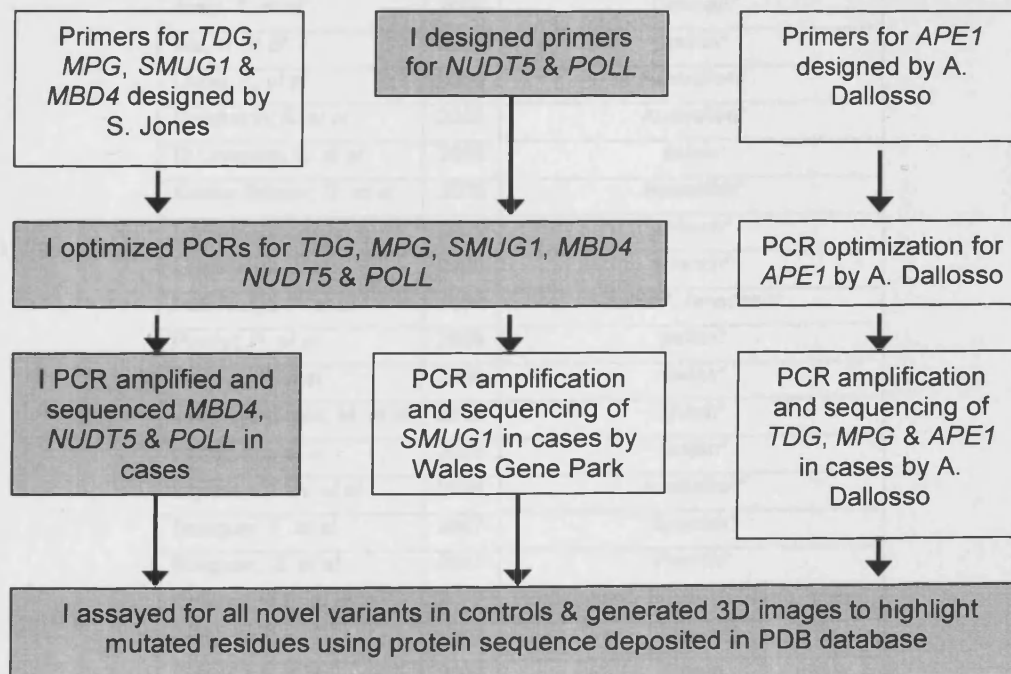 Primers for TDG,
MPG, SMUG1 &
MBD4 designed by
S. Jones
I designed primers
for NUDT5 & POLL
Primers for APE1
designed by A.
Dallosso
I optimized PCRs for TDG, MPG, SMUG1, MBD4
NUDT5 & POLL
PCR optimization for
APE1 by A. Dallosso
I PCR amplified and
sequenced MBD4,
NUDT5 & POLL in
cases
PCR amplification
and sequencing of
SMUG1 in cases by
Wales Gene Park
PCR amplification
and sequencing of
TDG, MPG & APE1
in cases by A.
Dallosso
I assayed for all novel variants in controls & generated 3D images to highlight
mutated residues using protein sequence deposited in PDB database